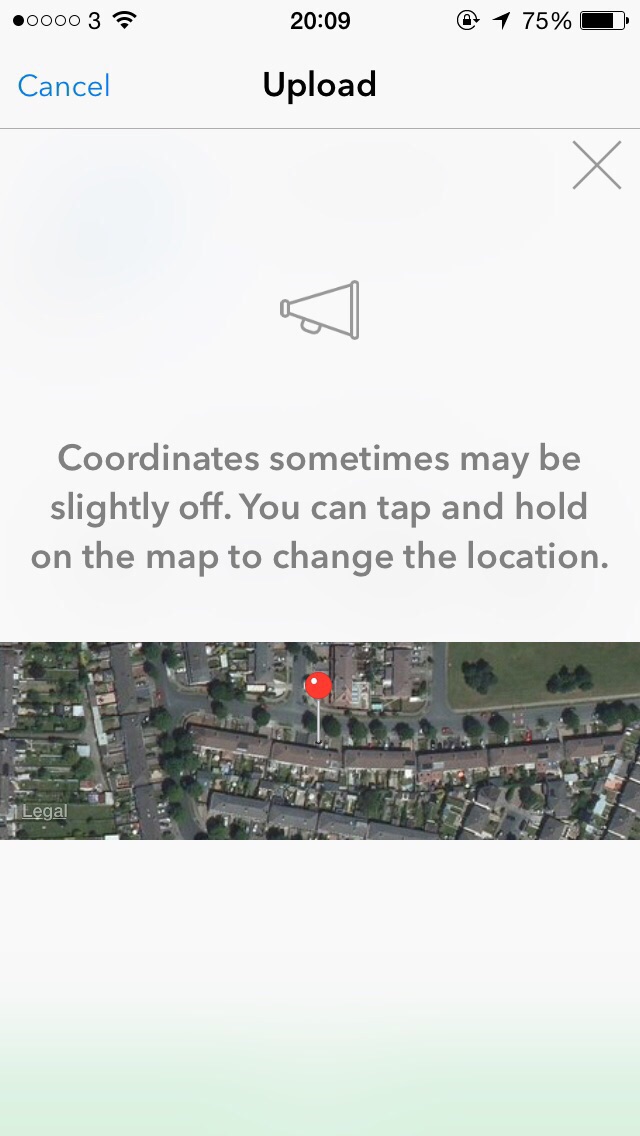 3 20:09 75%
Cancel Upload
Coordinates sometimes may be
slightly off. You can tap and hold
on the map to change the location.
Legal